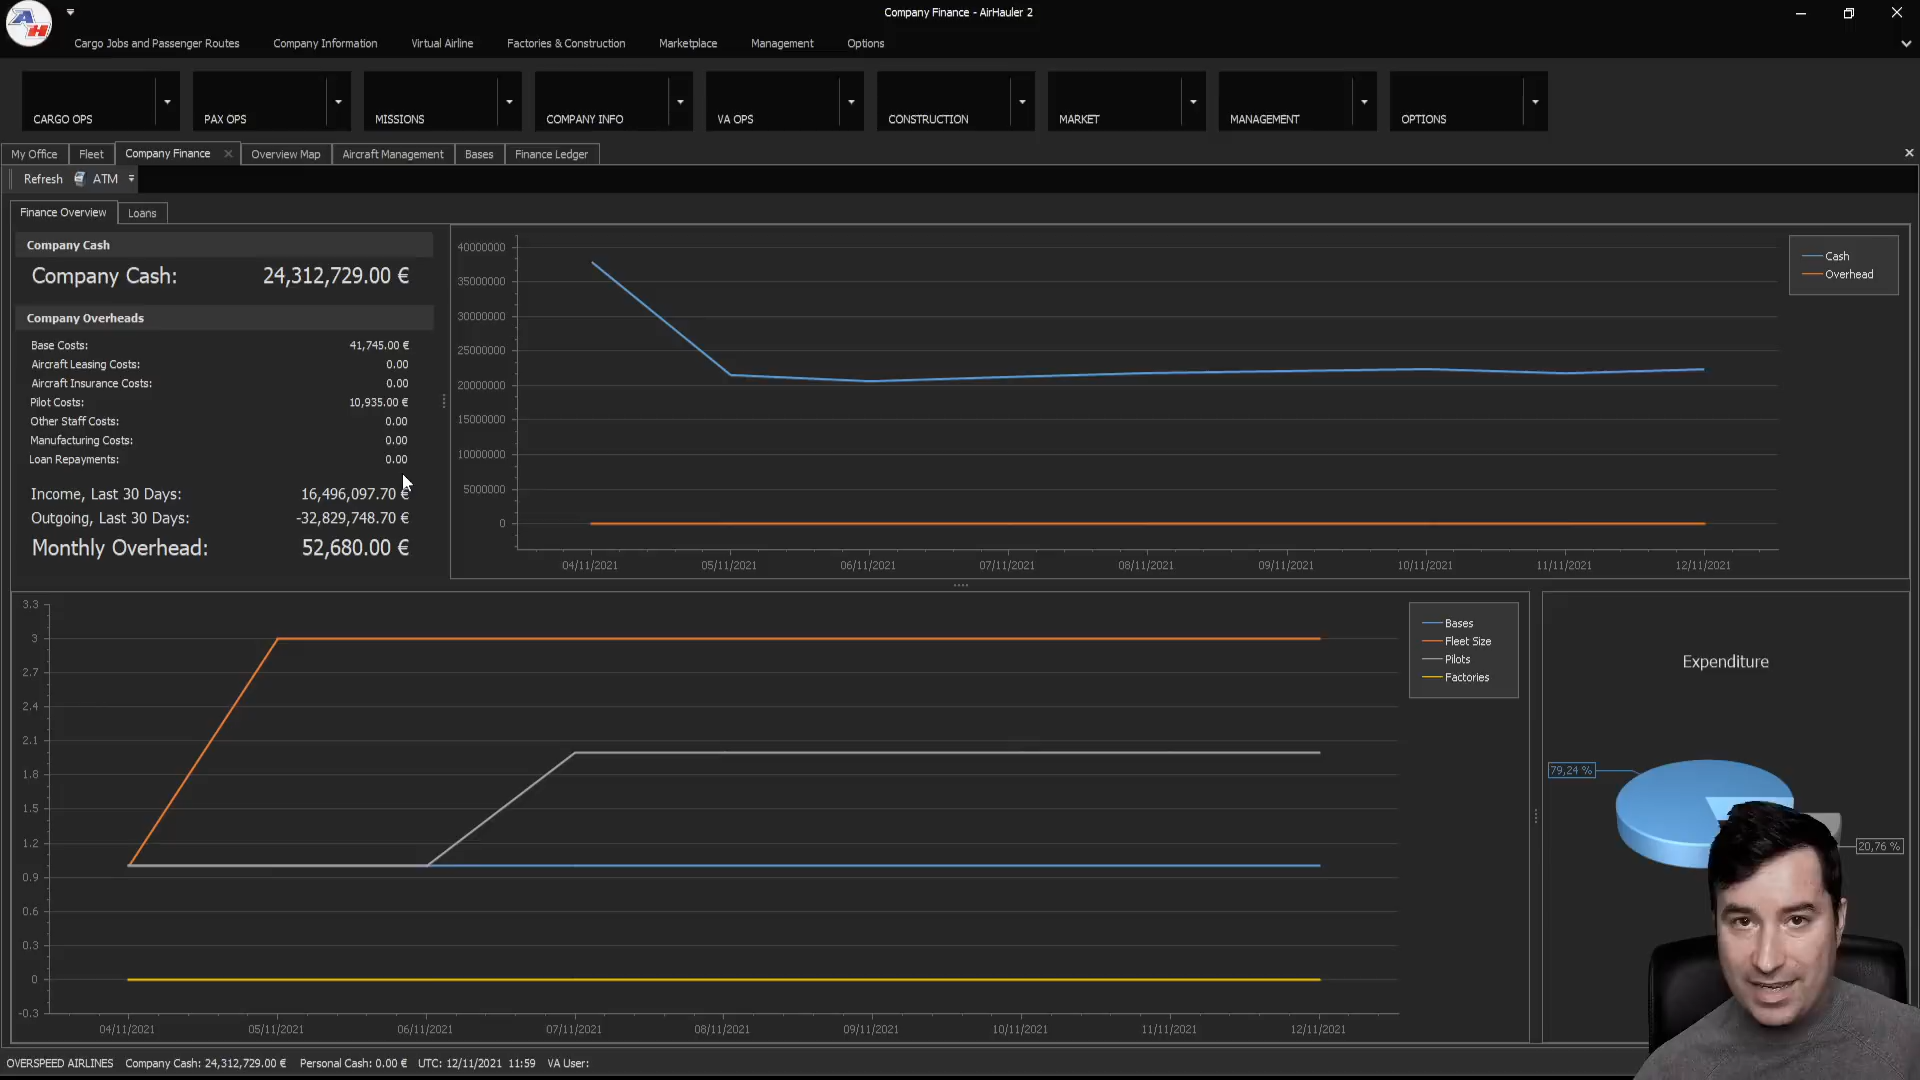 Company Finance - AirHauler 2
Cargo Jobs and Passenger Routes Company Information Virtual Airline Factories & Construction Marketplace Management Options
CARGO OPS PAX OPS MISSIONS COMPANY INFO VA OPS CONSTRUCTION MARKET MANAGEMENT OPTIONS
My Office Fleet Company Finance Overview Map Aircraft Management Bases Finance Ledger
Refresh ATM
Finance Overview Loans
Company Cash
Company Cash: 24,312,729.00 €
Company Overheads
Base Costs: 41,745.00 €
Aircraft Leasing Costs: 0.00
Aircraft Insurance Costs: 0.00
Pilot Costs: 10,935.00 €
Other Staff Costs: 0.00
Manufacturing Costs: 0.00
Loan Repayments: 0.00
Income, Last 30 Days: 16,496,097.70 €
Outgoing, Last 30 Days: -32,829,748.70 €
Monthly Overhead: 52,680.00 €
40000000
35000000
30000000
25000000
20000000
15000000
10000000
5000000
0
04/11/2021 05/11/2021 06/11/2021 07/11/2021 08/11/2021 09/11/2021 10/11/2021 11/11/2021 12/11/2021
Cash
Overhead
3.3
3
2.7
2.4
2.1
1.8
1.5
1.2
0.9
0.6
0.3
0
-0.3
04/11/2021 05/11/2021 06/11/2021 07/11/2021 08/11/2021 09/11/2021 10/11/2021 11/11/2021 12/11/2021
Bases
Fleet Size
Pilots
Factories
Expenditure
79,24 %
20,76 %
OVERSPEED AIRLINES Company Cash: 24,312,729.00 € Personal Cash: 0.00 € UTC: 12/11/2021 11:59 VA User:
AH